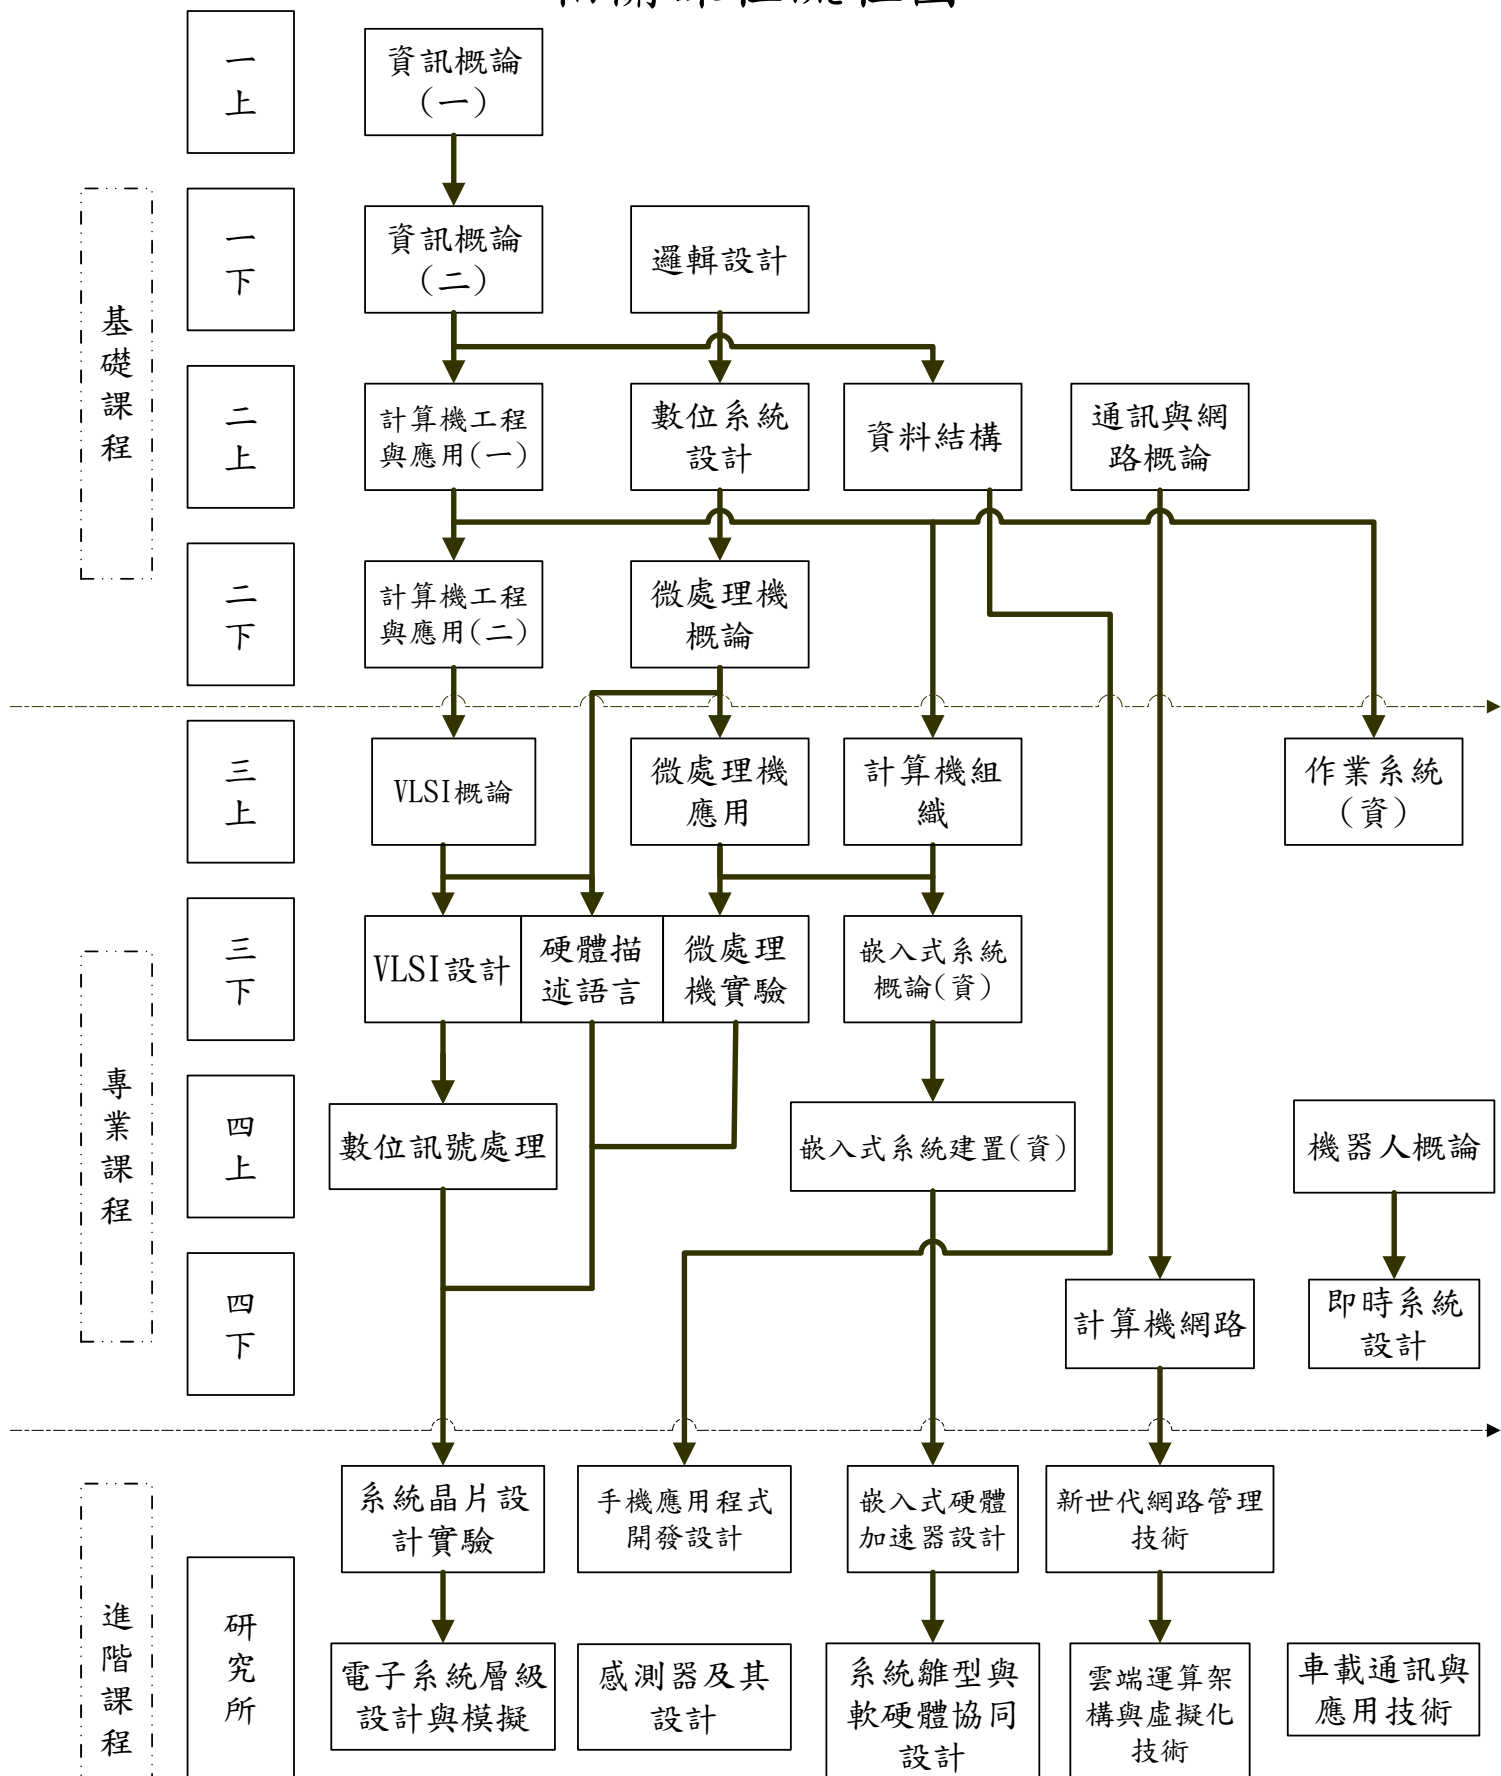 一
上
資訊概論
(一)
基
礎
課
程
一
下
資訊概論
(二)
邏輯設計
二
上
計算機工程
與應用(一)
數位系統
設計
資料結構
通訊與網
路概論
二
下
計算機工程
與應用(二)
微處理機
概論
三
上
VLSI概論
微處理機
應用
計算機組
織
作業系統
(資)
專
業
課
程
三
下
VLSI設計
硬體描
述語言
微處理
機實驗
嵌入式系統
概論(資)
四
上
數位訊號處理
嵌入式系統建置(資)
機器人概論
四
下
計算機網路
即時系統
設計
進
階
課
程
研
究
所
系統晶片設
計實驗
手機應用程式
開發設計
嵌入式硬體
加速器設計
新世代網路管理
技術
電子系統層級
設計與模擬
感測器及其
設計
系統雛型與
軟硬體協同
設計
雲端運算架
構與虛擬化
技術
車載通訊與
應用技術